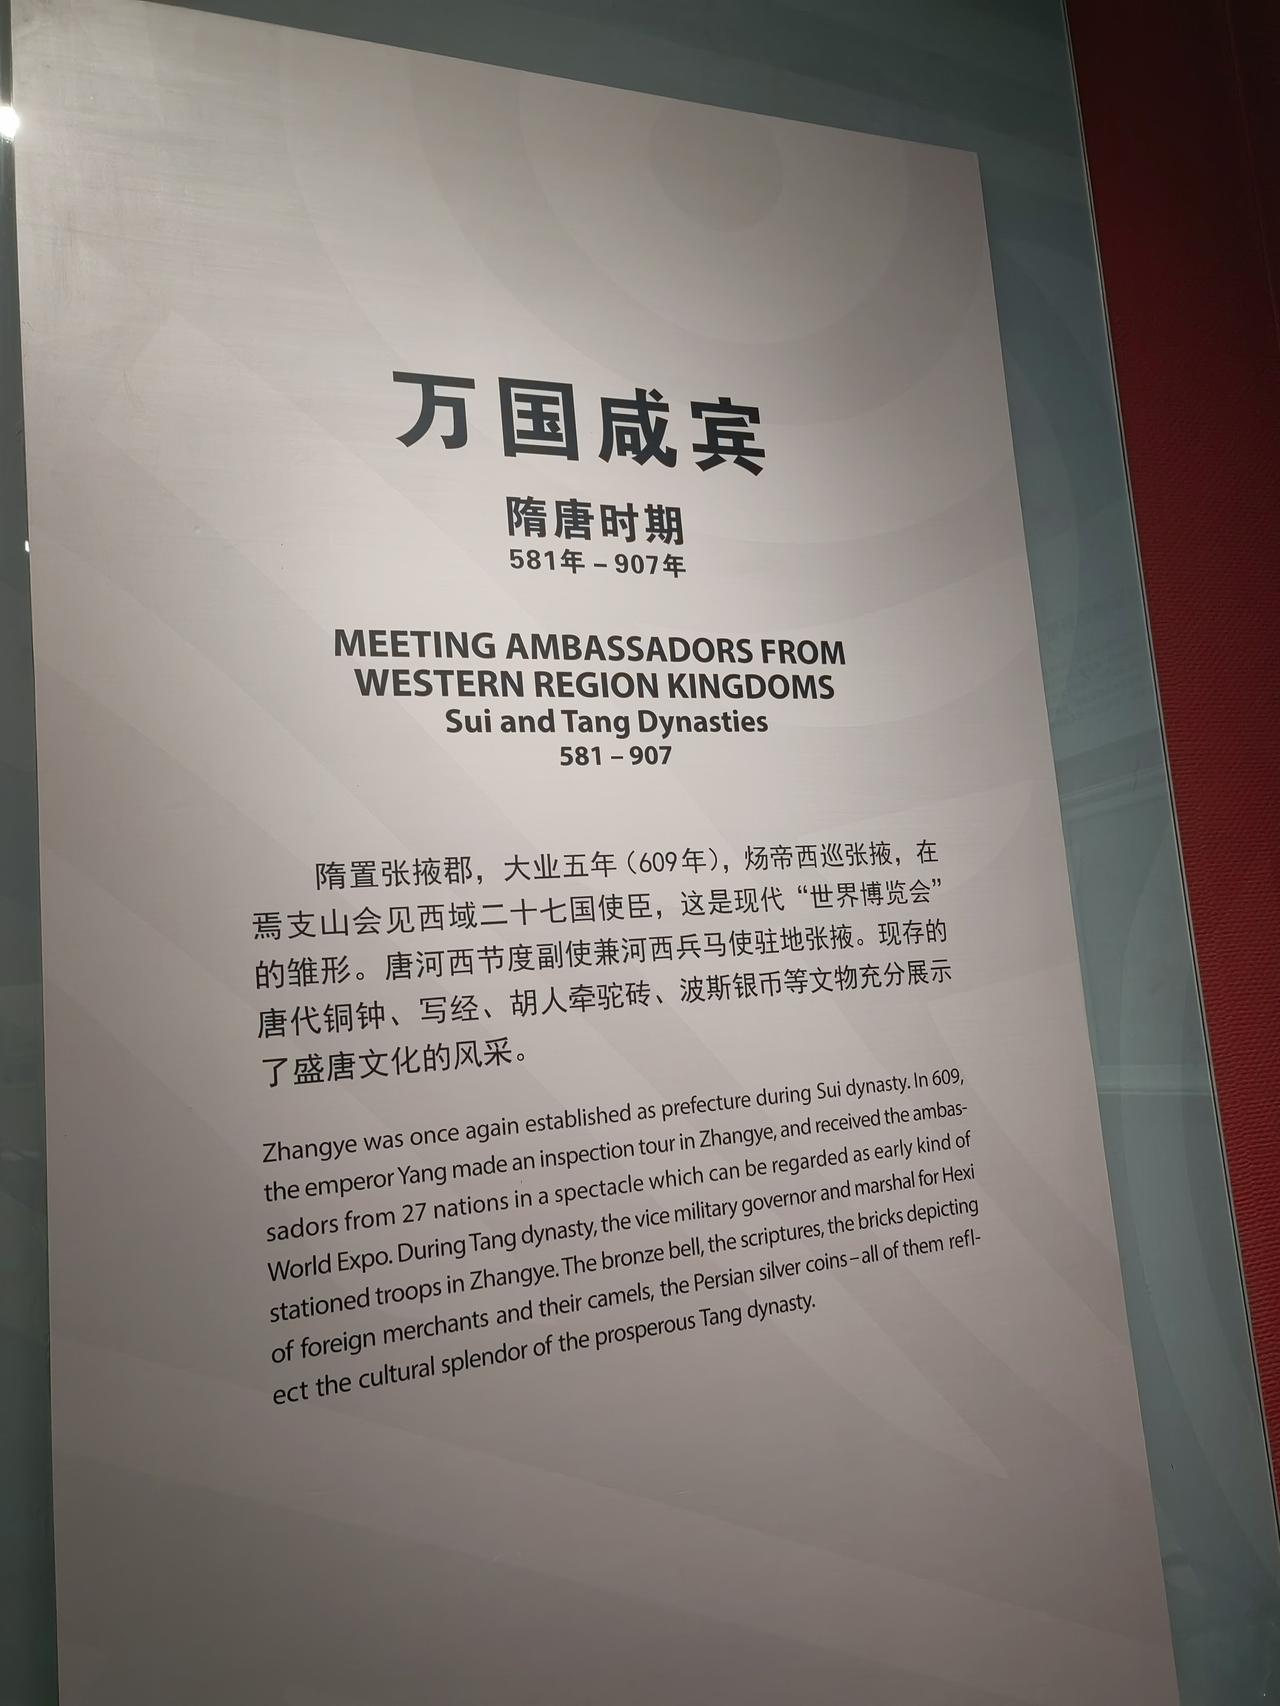 万国咸宾
隋唐时期
581年 – 907年
MEETING AMBASSADORS FROM
WESTERN REGION KINGDOMS
Sui and Tang Dynasties
581 – 907
隋置张掖郡，大业五年（609年），炀帝西巡张掖，在
焉支山会见西域二十七国使臣，这是现代“世界博览会”
的雏形。唐河西节度副使兼河西兵马使驻地张掖。现存的
唐代铜钟、写经、胡人牵驼砖、波斯银币等文物充分展示
了盛唐文化的风采。
Zhangye was once again established as prefecture during Sui dynasty. In 609,
the emperor Yang made an inspection tour in Zhangye, and received the ambas-
sadors from 27 nations in a spectacle which can be regarded as early kind of
World Expo. During Tang dynasty, the vice military governor and marshal for Hexi
stationed troops in Zhangye. The bronze bell, the scriptures, the bricks depicting
of foreign merchants and their camels, the Persian silver coins – all of them refl-
ect the cultural splendor of the prosperous Tang dynasty.